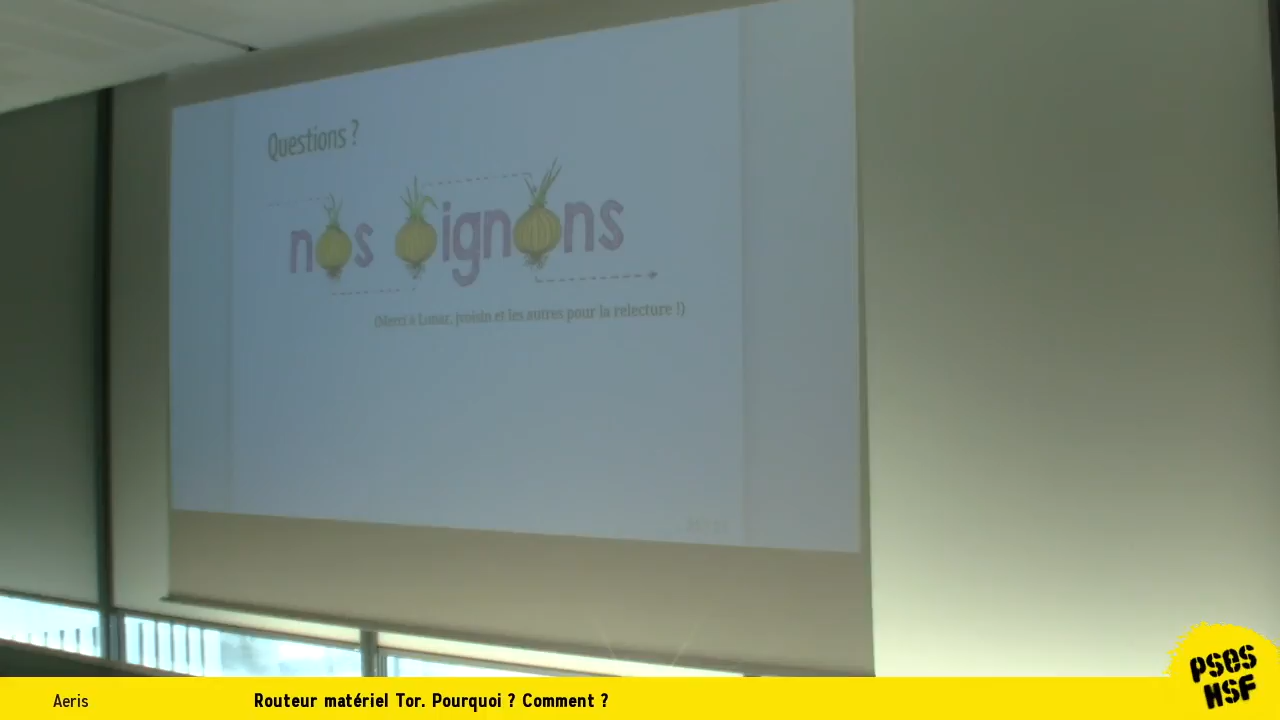 Questions ?
nos oignons
(Merci à Lunar, jvoisin et les autres pour la relecture !)
PSES
HSF
Aeris
Routeur matériel Tor. Pourquoi ? Comment ?